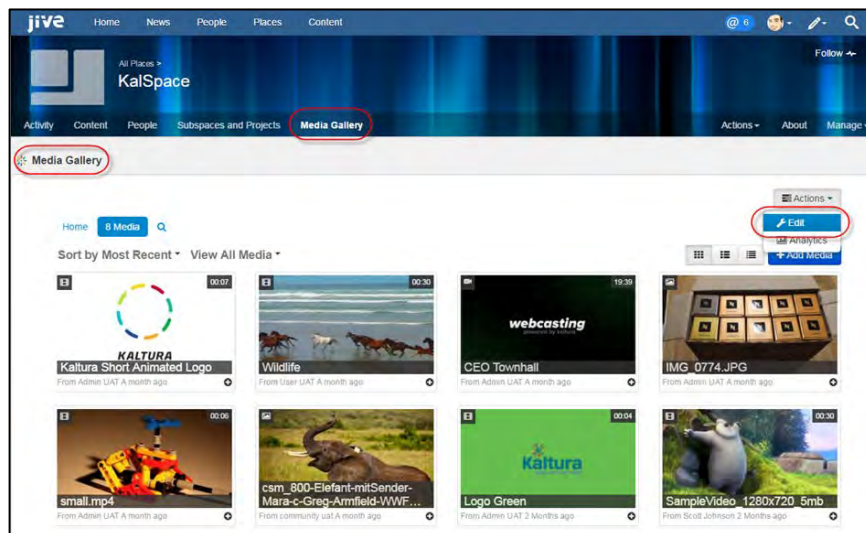 jive Home News People Places Content @ 6
Follow
All Places >
KalSpace
Activity Content People Subspaces and Projects Media Gallery Actions About Manage
Media Gallery
Actions
Home 8 Media
Edit
Analytics
Sort by Most Recent View All Media
+ Add Media
00:07 00:30 19:39
KALTURA
webcasting
powered by kaltura
Kaltura Short Animated Logo Wildlife CEO Townhall IMG_0774.JPG
From Admin UAT A month ago From User UAT A month ago From Admin UAT A month ago From Admin UAT A month ago
00:06 00:04 00:30
Kaltura
small.mp4 csm_800-Elefant-mitSender-
Mara-c-Greg-Armfield-WWF... Logo Green SampleVideo_1280x720_5mb
From Admin UAT A month ago From community uat A month ago From Admin UAT 2 Months ago From Scott Johnson 2 Months ago